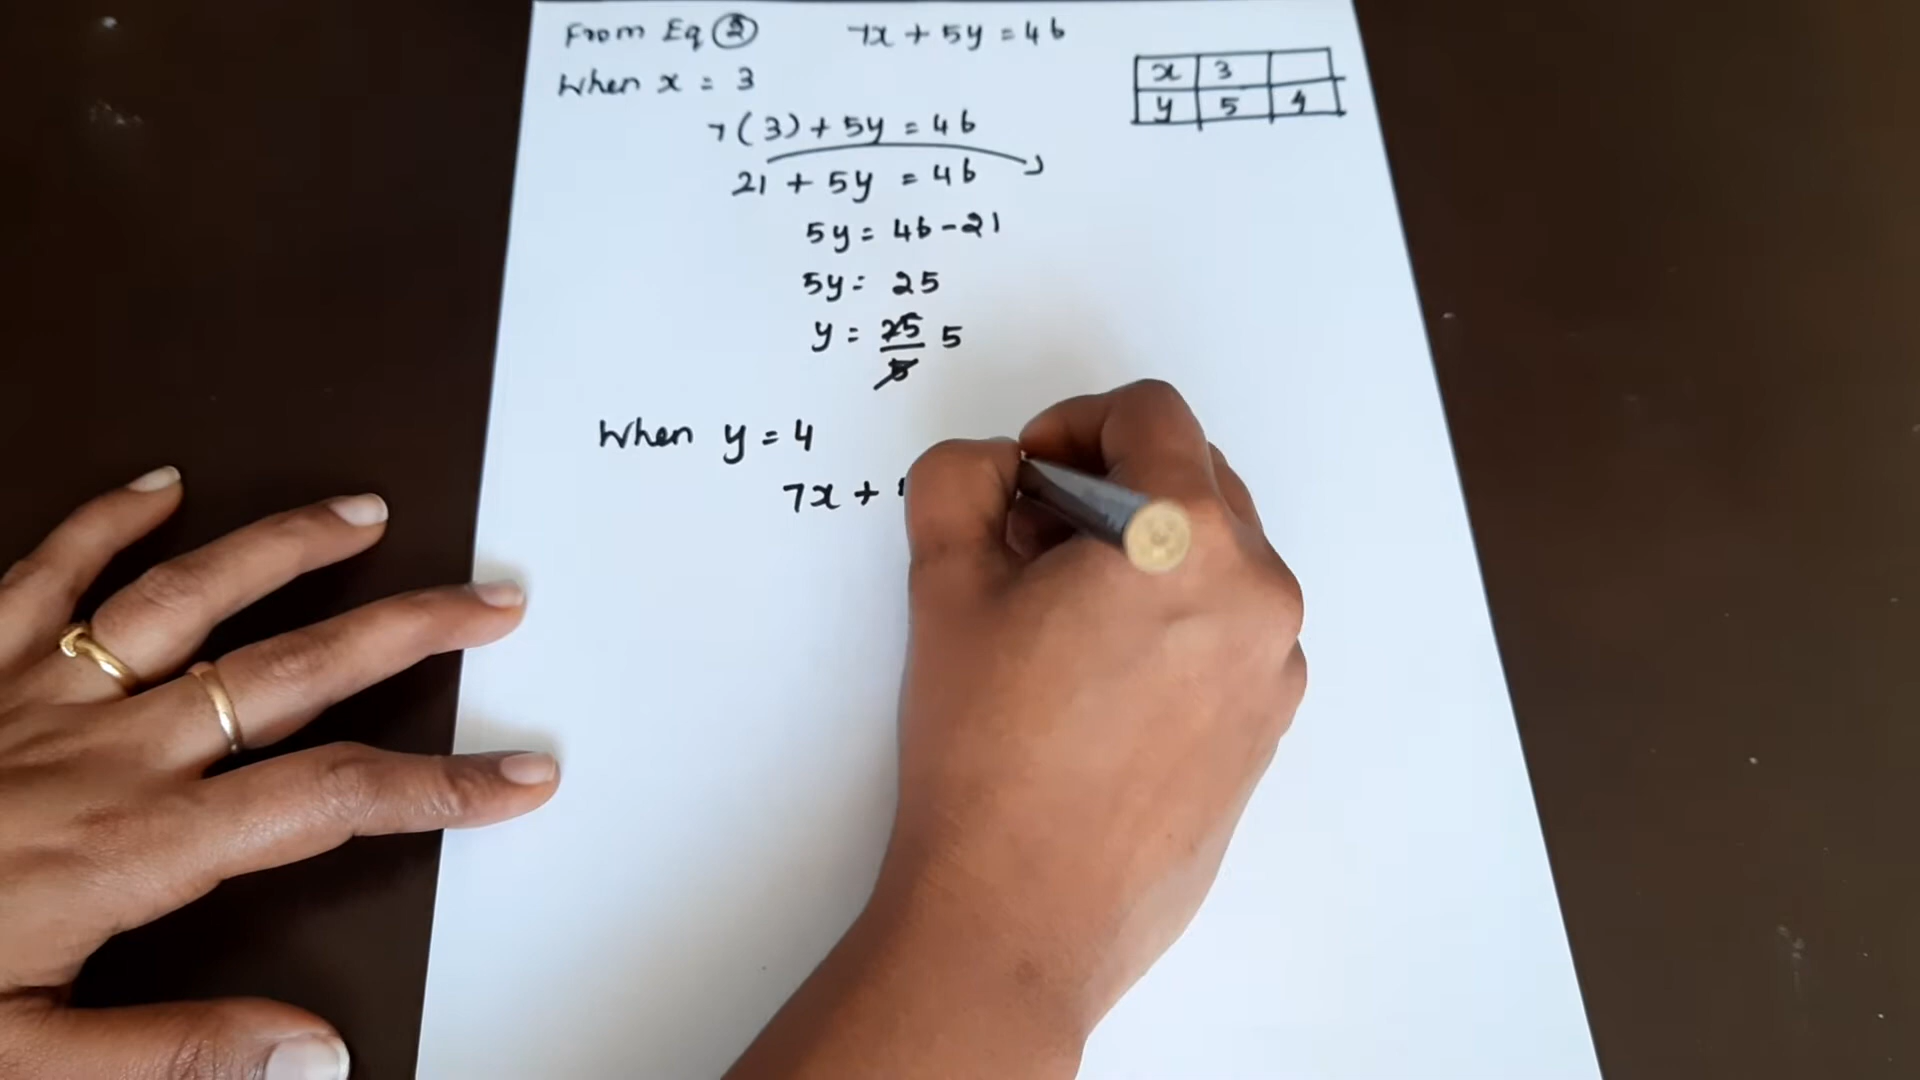 From Eq ② 7x + 5y = 46
When x = 3
x 3
y 5 4
7(3) + 5y = 46
21 + 5y = 46
5y = 46-21
5y = 25
y = 25/5 5
When y = 4
7x +